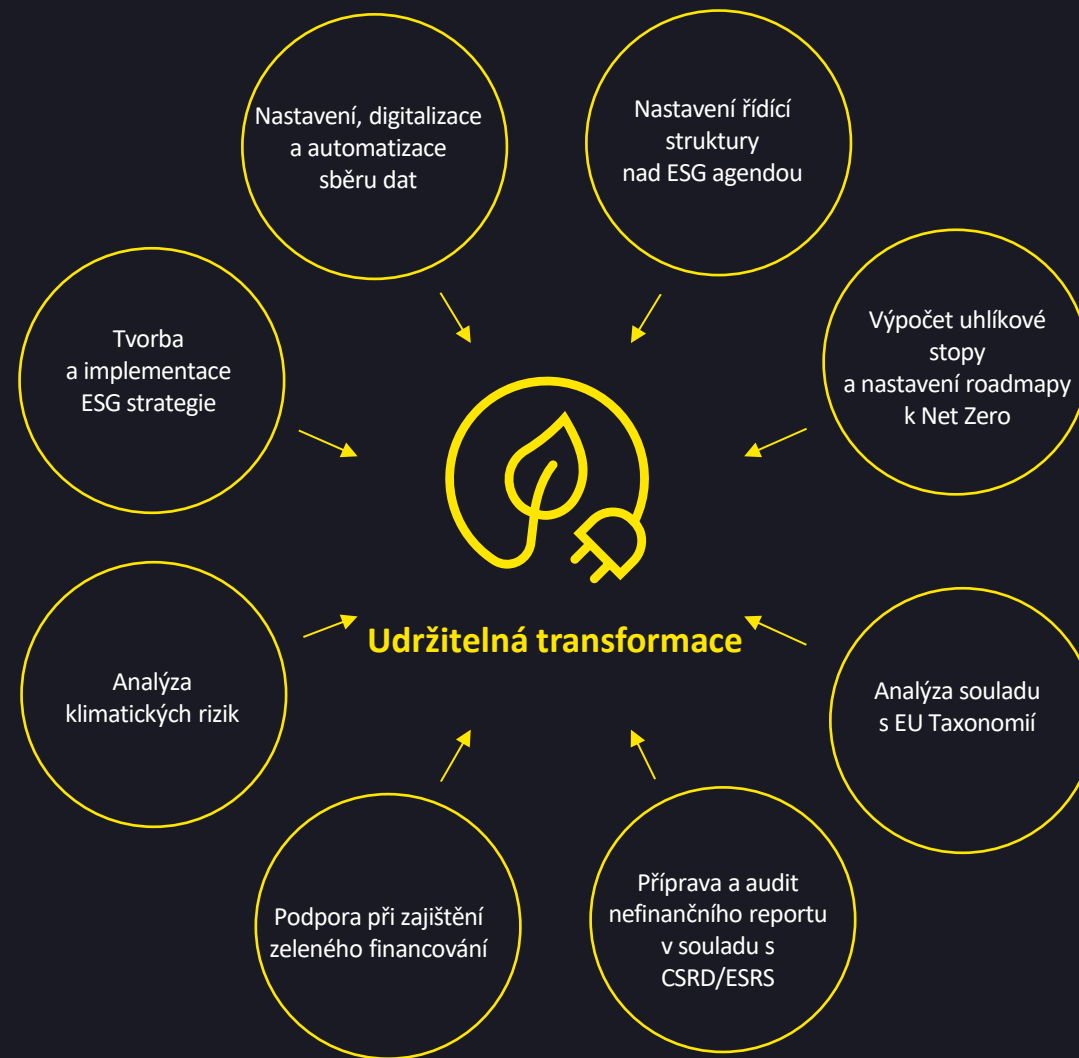 Nastavení, digitalizace
a automatizace
sběru dat
Nastavení řídící
struktury
nad ESG agendou
Tvorba
a implementace
ESG strategie
Výpočet uhlíkové
stopy
a nastavení roadmapy
k Net Zero
Udržitelná transformace
Analýza
klimatických rizik
Analýza souladu
s EU Taxonomií
Podpora při zajištění
zeleného financování
Příprava a audit
nefinančního reportu
v souladu s
CSRD/ESRS